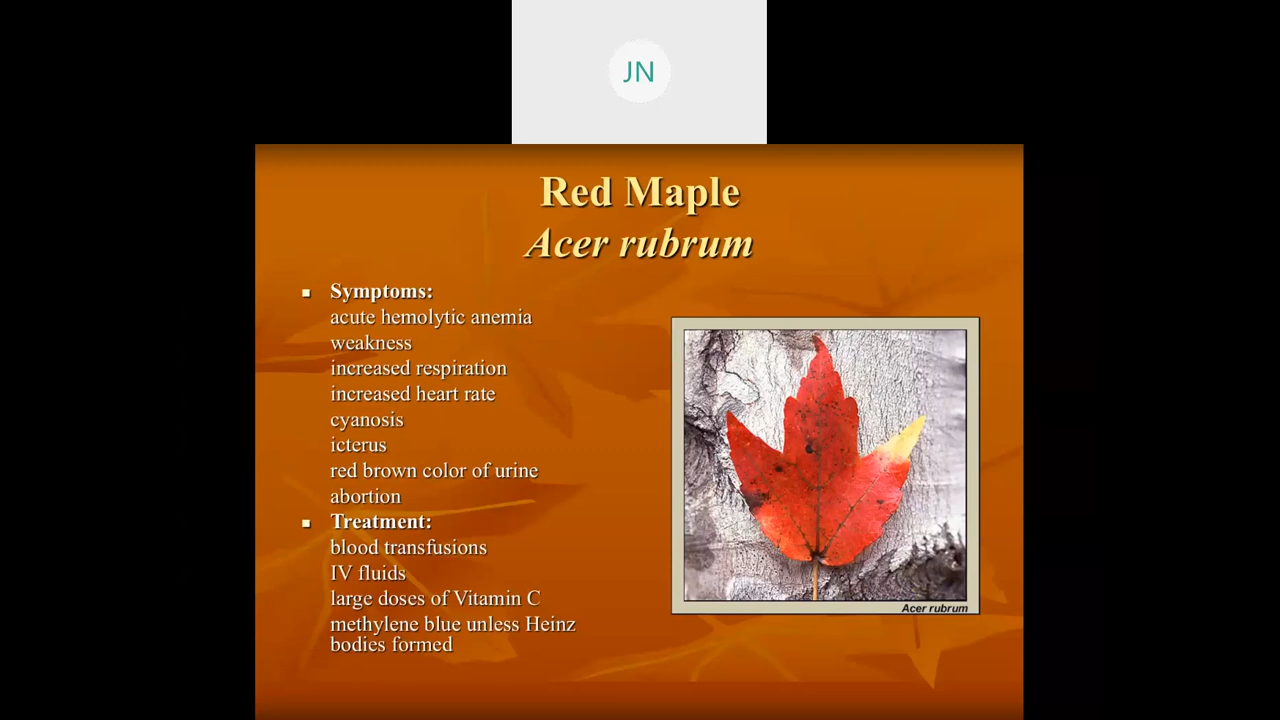 JN
Red Maple
Acer rubrum
Symptoms:
acute hemolytic anemia
weakness
increased respiration
increased heart rate
cyanosis
icterus
red brown color of urine
abortion
Treatment:
blood transfusions
IV fluids
large doses of Vitamin C
methylene blue unless Heinz
bodies formed
Acer rubrum